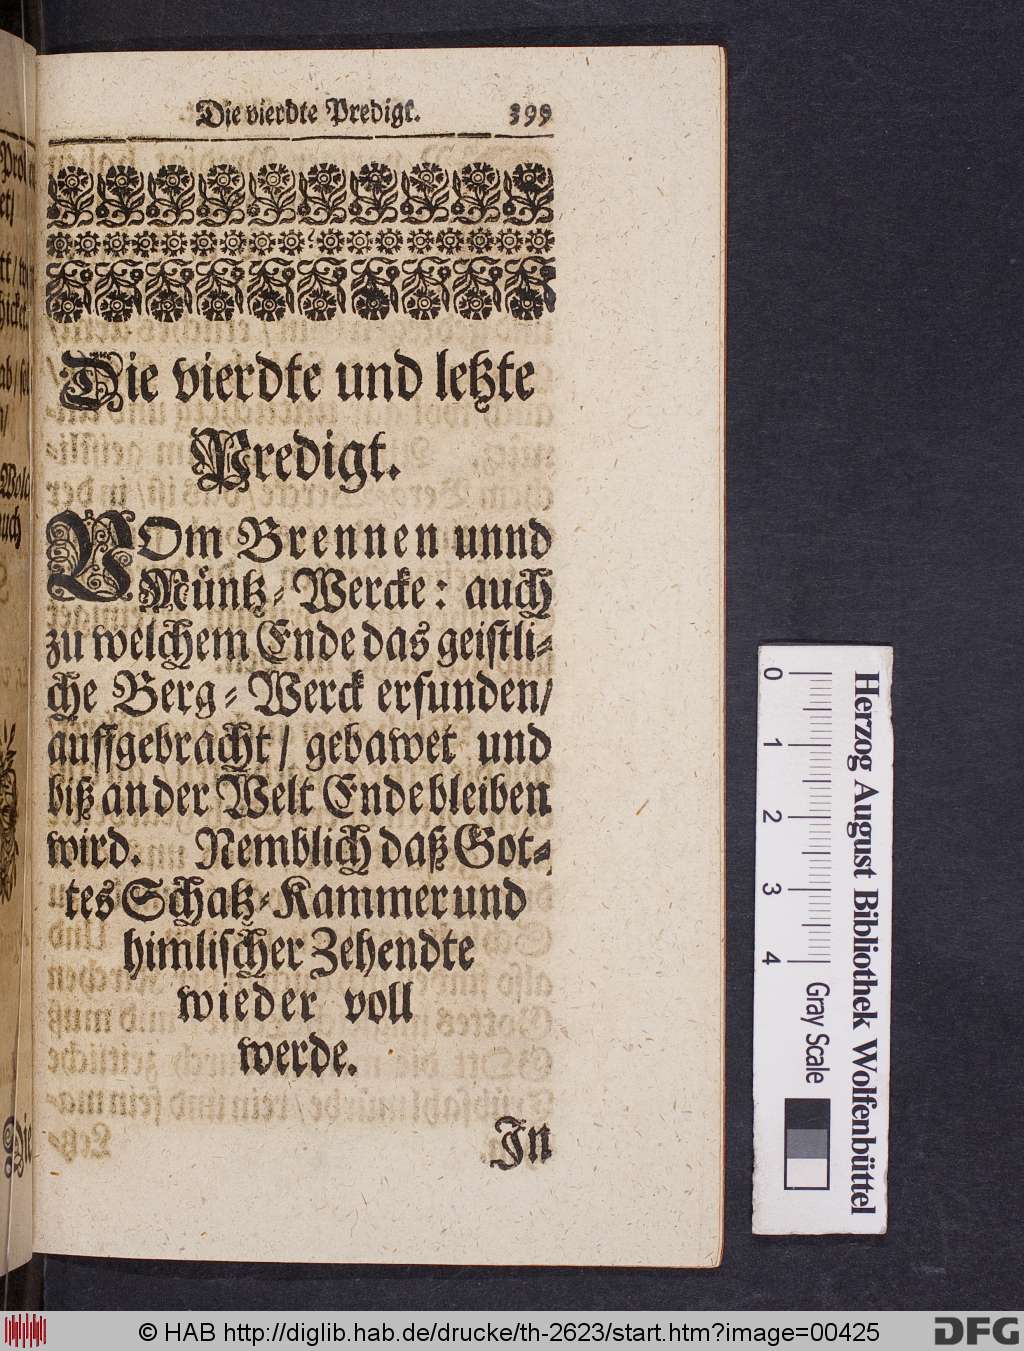 Die vierdte Predigt. 399
Die vierdte und letzte
Predigt.
VOm Brennen unnd
Müntz-Wercke: auch
zu welchem Ende das geistli-
che Berg-Werck erfunden/
auffgebracht/ gebawet und
biß an der Welt Ende bleiben
wird. Nemblich daß Got-
tes Schatz-Kammer und
himlischer Zehendte
wieder voll
werde.
In
Die
0 1 2 3 4
Herzog August Bibliothek Wolfenbüttel
Gray Scale
© HAB http://diglib.hab.de/drucke/th-2623/start.htm?image=00425
DFG